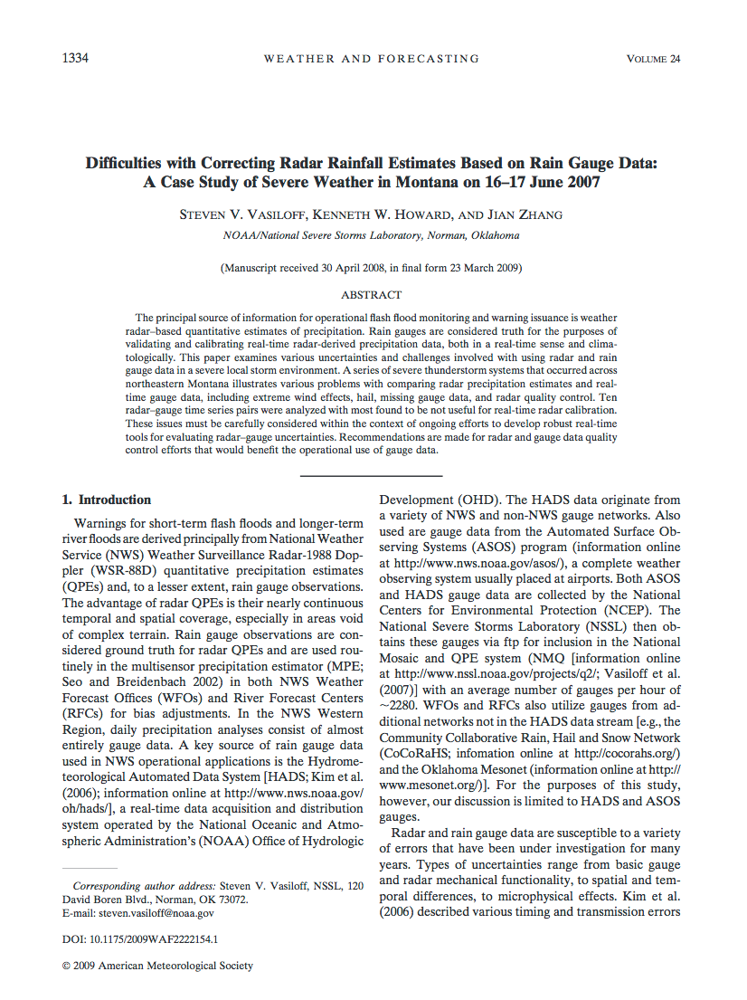 1334
WEATHER AND FORECASTING
VOLUME 24
Difficulties with Correcting Radar Rainfall Estimates Based on Rain Gauge Data:
A Case Study of Severe Weather in Montana on 16–17 June 2007
STEVEN V. VASILOFF, KENNETH W. HOWARD, AND JIAN ZHANG
NOAA/National Severe Storms Laboratory, Norman, Oklahoma
(Manuscript received 30 April 2008, in final form 23 March 2009)
ABSTRACT
The principal source of information for operational flash flood monitoring and warning issuance is weather
radar–based quantitative estimates of precipitation. Rain gauges are considered truth for the purposes of
validating and calibrating real-time radar-derived precipitation data, both in a real-time sense and clima-
tologically. This paper examines various uncertainties and challenges involved with using radar and rain
gauge data in a severe local storm environment. A series of severe thunderstorm systems that occurred across
northeastern Montana illustrates various problems with comparing radar precipitation estimates and real-
time gauge data, including extreme wind effects, hail, missing gauge data, and radar quality control. Ten
radar–gauge time series pairs were analyzed with most found to be not useful for real-time radar calibration.
These issues must be carefully considered within the context of ongoing efforts to develop robust real-time
tools for evaluating radar–gauge uncertainties. Recommendations are made for radar and gauge data quality
control efforts that would benefit the operational use of gauge data.
1. Introduction
Warnings for short-term flash floods and longer-term
river floods are derived principally from National Weather
Service (NWS) Weather Surveillance Radar-1988 Dop-
pler (WSR-88D) quantitative precipitation estimates
(QPEs) and, to a lesser extent, rain gauge observations.
The advantage of radar QPEs is their nearly continuous
temporal and spatial coverage, especially in areas void
of complex terrain. Rain gauge observations are con-
sidered ground truth for radar QPEs and are used rou-
tinely in the multisensor precipitation estimator (MPE;
Seo and Breidenbach 2002) in both NWS Weather
Forecast Offices (WFOs) and River Forecast Centers
(RFCs) for bias adjustments. In the NWS Western
Region, daily precipitation analyses consist of almost
entirely gauge data. A key source of rain gauge data
used in NWS operational applications is the Hydrome-
teorological Automated Data System [HADS; Kim et al.
(2006); information online at http://www.nws.noaa.gov/
oh/hads/], a real-time data acquisition and distribution
system operated by the National Oceanic and Atmo-
spheric Administration's (NOAA) Office of Hydrologic
Corresponding author address: Steven V. Vasiloff, NSSL, 120
David Boren Blvd., Norman, OK 73072.
E-mail: steven.vasiloff@noaa.gov
DOI: 10.1175/2009WAF2222154.1
© 2009 American Meteorological Society
Development (OHD). The HADS data originate from
a variety of NWS and non-NWS gauge networks. Also
used are gauge data from the Automated Surface Ob-
serving Systems (ASOS) program (information online
at http://www.nws.noaa.gov/asos/), a complete weather
observing system usually placed at airports. Both ASOS
and HADS gauge data are collected by the National
Centers for Environmental Protection (NCEP). The
National Severe Storms Laboratory (NSSL) then ob-
tains these gauges via ftp for inclusion in the National
Mosaic and QPE system (NMQ [information online
at http://www.nssl.noaa.gov/projects/q2/; Vasiloff et al.
(2007)] with an average number of gauges per hour of
~2280. WFOs and RFCs also utilize gauges from ad-
ditional networks not in the HADS data stream [e.g., the
Community Collaborative Rain, Hail and Snow Network
(CoCoRaHS; infomation online at http://cocorahs.org/)
and the Oklahoma Mesonet (information online at http://
www.mesonet.org/)]. For the purposes of this study,
however, our discussion is limited to HADS and ASOS
gauges.
Radar and rain gauge data are susceptible to a variety
of errors that have been under investigation for many
years. Types of uncertainties range from basic gauge
and radar mechanical functionality, to spatial and tem-
poral differences, to microphysical effects. Kim et al.
(2006) described various timing and transmission errors